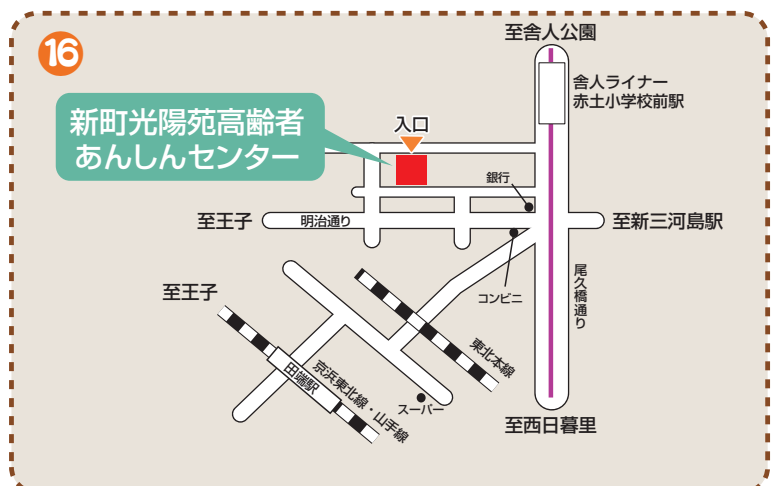 16
至舎人公園
舎人ライナー
赤土小学校前駅
新町光陽苑高齢者
あんしんセンター
入口
銀行
至王子
明治通り
至新三河島駅
コンビニ
尾久橋通り
至王子
東北本線
田端駅
京浜東北線・山手線
スーパー
至西日暮里